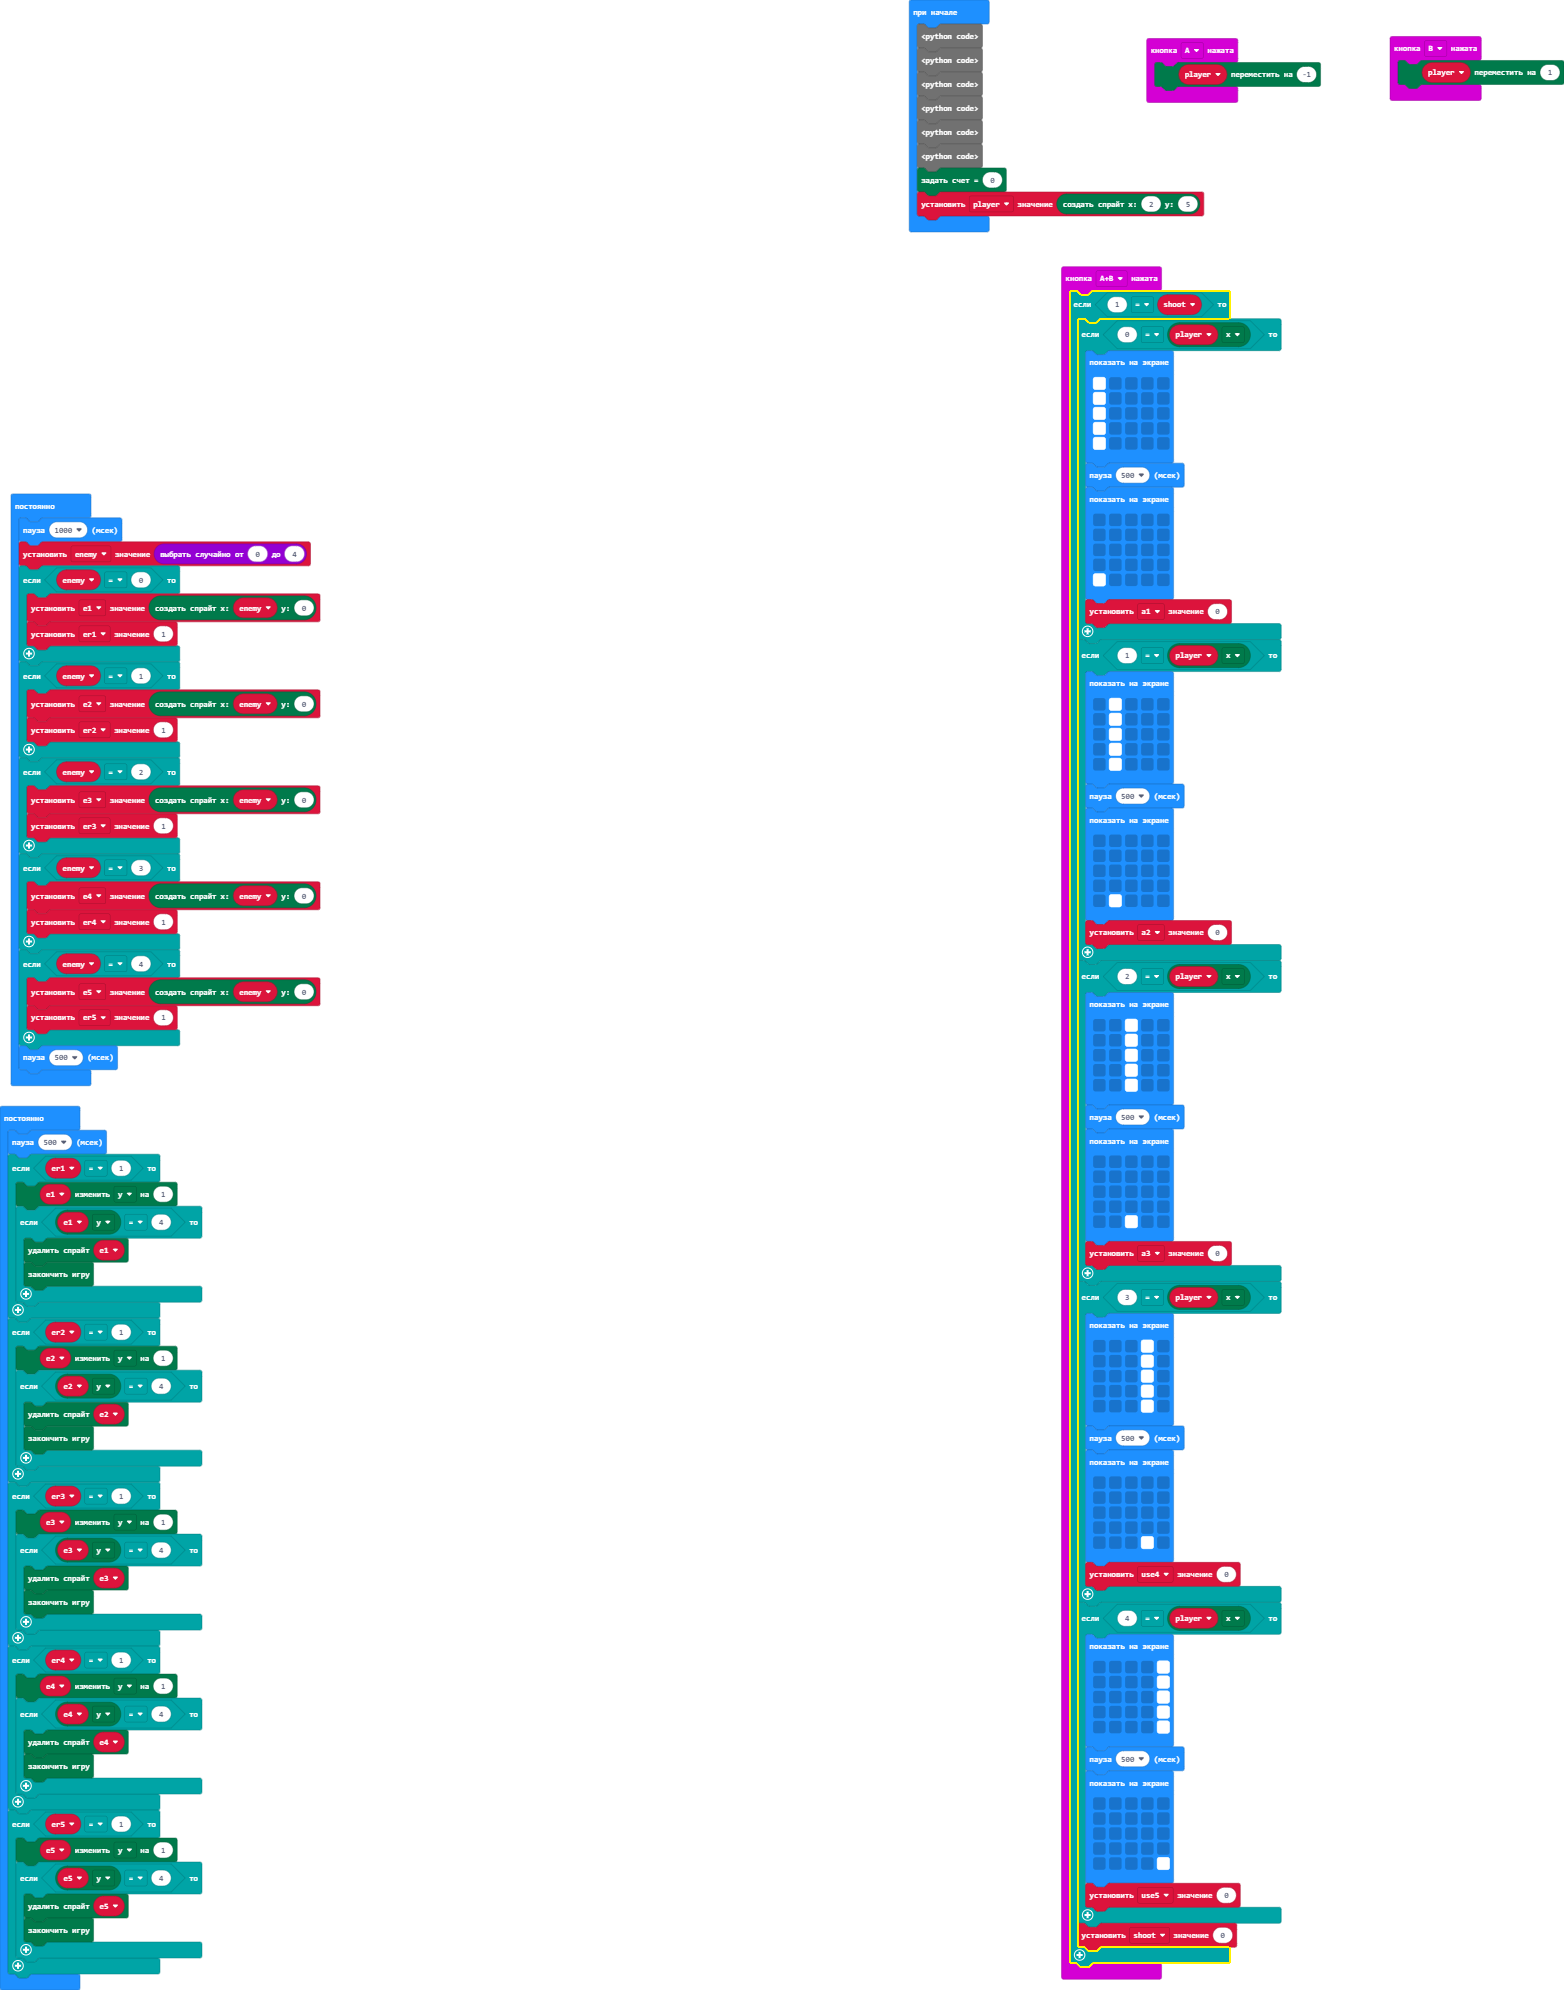 при начале
<python code>
<python code>
<python code>
<python code>
<python code>
<python code>
задать счет = 0
установить player значение создать спрайт x: 2 y: 5
кнопка A нажата
player переместить на -1
кнопка B нажата
player переместить на 1
постоянно
пауза 1000 (мсек)
установить enemy значение выбрать случайно от 0 до 4
если enemy = 0 то
установить e1 значение создать спрайт x: enemy y: 0
установить er1 значение 1
если enemy = 1 то
установить e2 значение создать спрайт x: enemy y: 0
установить er2 значение 1
если enemy = 2 то
установить e3 значение создать спрайт x: enemy y: 0
установить er3 значение 1
если enemy = 3 то
установить e4 значение создать спрайт x: enemy y: 0
установить er4 значение 1
если enemy = 4 то
установить e5 значение создать спрайт x: enemy y: 0
установить er5 значение 1
пауза 500 (мсек)
постоянно
пауза 500 (мсек)
если er1 = 1 то
e1 изменить y на 1
если e1 y = 4 то
удалить спрайт e1
закончить игру
если er2 = 1 то
e2 изменить y на 1
если e2 y = 4 то
удалить спрайт e2
закончить игру
если er3 = 1 то
e3 изменить y на 1
если e3 y = 4 то
удалить спрайт e3
закончить игру
если er4 = 1 то
e4 изменить y на 1
если e4 y = 4 то
удалить спрайт e4
закончить игру
если er5 = 1 то
e5 изменить y на 1
если e5 y = 4 то
удалить спрайт e5
закончить игру
кнопка A+B нажата
если 1 = shoot то
если 0 = player x то
показать на экране
пауза 500 (мсек)
показать на экране
установить a1 значение 0
если 1 = player x то
показать на экране
пауза 500 (мсек)
показать на экране
установить a2 значение 0
если 2 = player x то
показать на экране
пауза 500 (мсек)
показать на экране
установить a3 значение 0
если 3 = player x то
показать на экране
пауза 500 (мсек)
показать на экране
установить use4 значение 0
если 4 = player x то
показать на экране
пауза 500 (мсек)
показать на экране
установить use5 значение 0
установить shoot значение 0